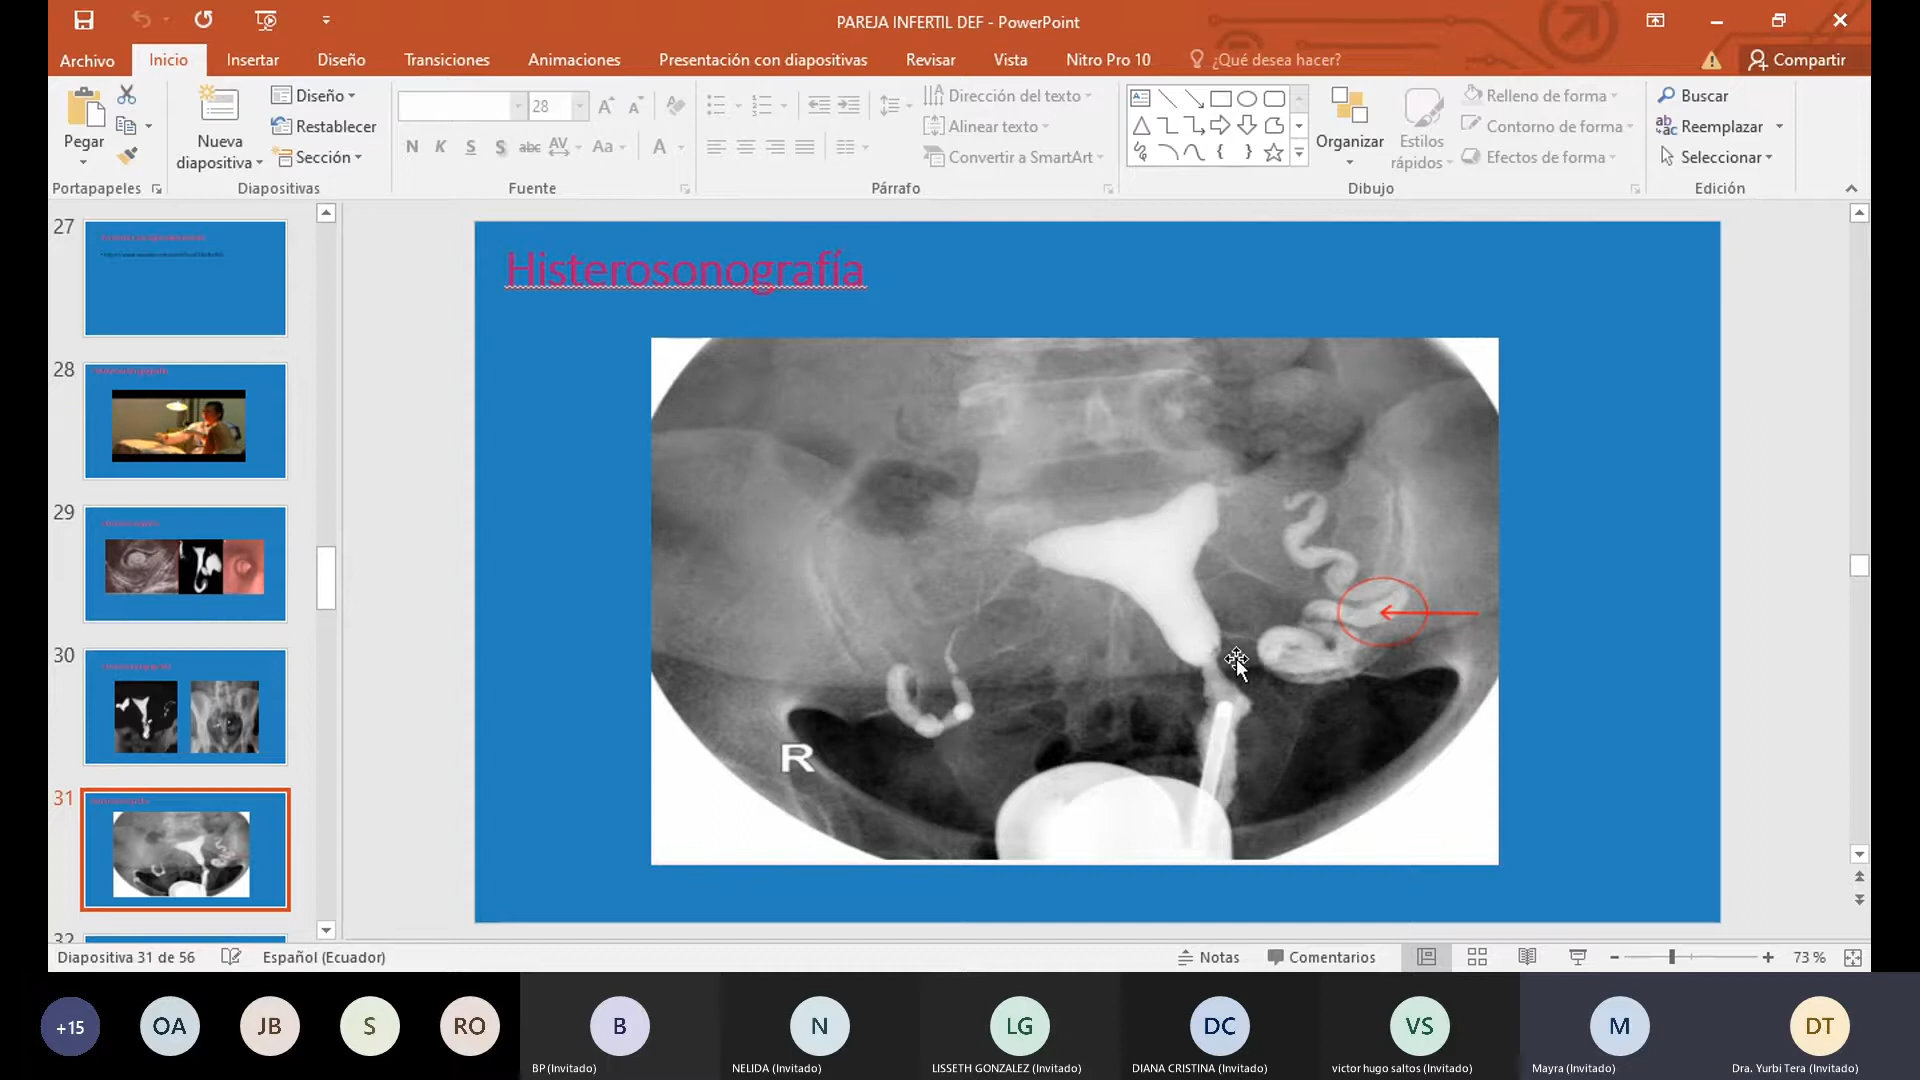 PAREJA INFERTIL DEF - PowerPoint
Archivo Inicio Insertar Diseño Transiciones Animaciones Presentación con diapositivas Revisar Vista Nitro Pro 10 ¿Qué desea hacer? Compartir
Pegar
Nueva diapositiva
Diseño
Restablecer
Sección
28
N K S S abc AV Aa A
Dirección del texto
Alinear texto
Convertir a SmartArt
Organizar
Estilos rápidos
Relleno de forma
Contorno de forma
Efectos de forma
Buscar
Reemplazar
Seleccionar
Portapapeles Diapositivas Fuente Párrafo Dibujo Edición
27
28
29
30
31
32
Histerosonografía
R
Diapositiva 31 de 56 Español (Ecuador) Notas Comentarios 73 %
+15 OA JB S RO B N LG DC VS M DT
BP (Invitado) NELIDA (Invitado) LISSETH GONZALEZ (Invitado) DIANA CRISTINA (Invitado) victor hugo saltos (Invitado) Mayra (Invitado) Dra. Yurbi Tera (Invitado)